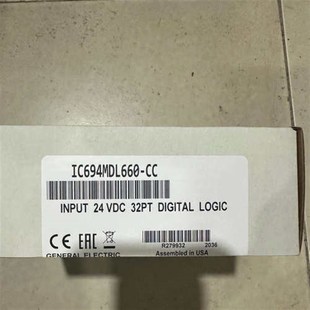 IC694MDL660-CC
INPUT 24 VDC 32PT DIGITAL LOGIC
CE EAC
R279932 2036
GENERAL ELECTRIC Assembled in USA